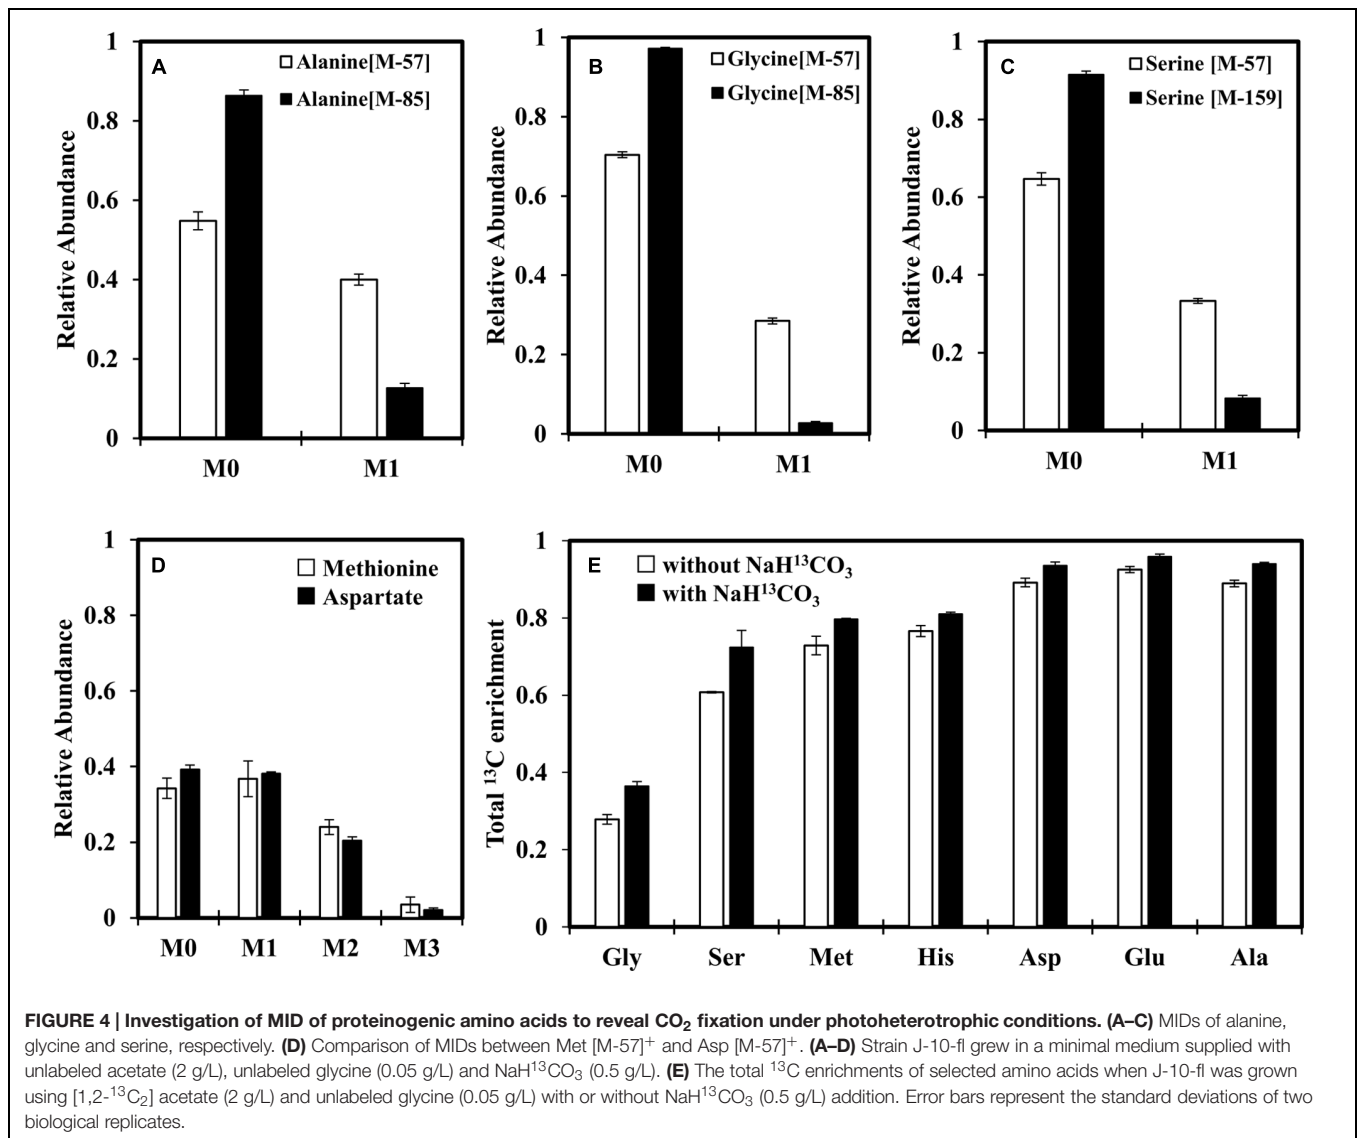 A
Alanine[M-57]
Alanine[M-85]
Relative Abundance
1
0.8
0.6
0.4
0.2
0
M0 M1
B
Glycine[M-57]
Glycine[M-85]
Relative Abundance
1
0.8
0.6
0.4
0.2
0
M0 M1
C
Serine [M-57]
Serine [M-159]
Relative Abundance
1
0.8
0.6
0.4
0.2
0
M0 M1
D
Methionine
Aspartate
Relative Abundance
1
0.8
0.6
0.4
0.2
0
M0 M1 M2 M3
E
without NaH¹³CO₃
with NaH¹³CO₃
Total ¹³C enrichment
1
0.8
0.6
0.4
0.2
0
Gly Ser Met His Asp Glu Ala
FIGURE 4 | Investigation of MID of proteinogenic amino acids to reveal CO₂ fixation under photoheterotrophic conditions. (A–C) MIDs of alanine,
glycine and serine, respectively. (D) Comparison of MIDs between Met [M-57]⁺ and Asp [M-57]⁺. (A–D) Strain J-10-fl grew in a minimal medium supplied with
unlabeled acetate (2 g/L), unlabeled glycine (0.05 g/L) and NaH¹³CO₃ (0.5 g/L). (E) The total ¹³C enrichments of selected amino acids when J-10-fl was grown
using [1,2-¹³C₂] acetate (2 g/L) and unlabeled glycine (0.05 g/L) with or without NaH¹³CO₃ (0.5 g/L) addition. Error bars represent the standard deviations of two
biological replicates.